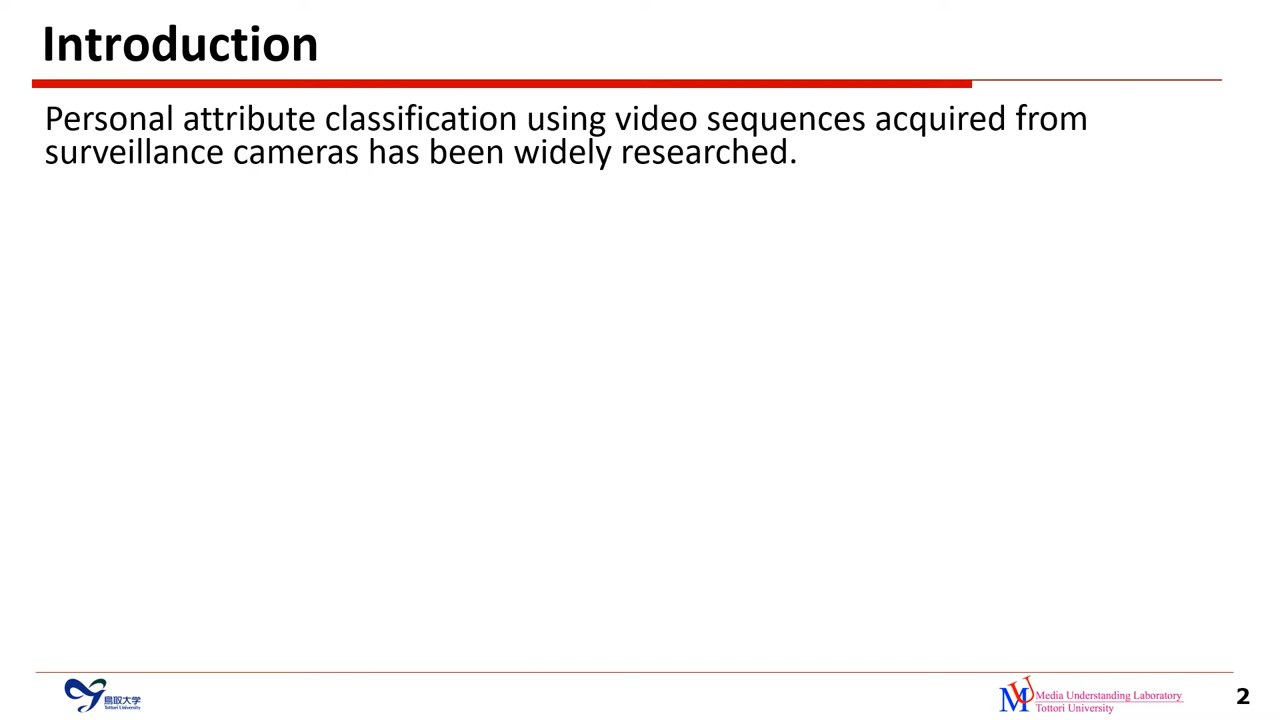 Introduction
Personal attribute classification using video sequences acquired from
surveillance cameras has been widely researched.
鳥取大学
Tottori University
MU Media Understanding Laboratory
Tottori University
2